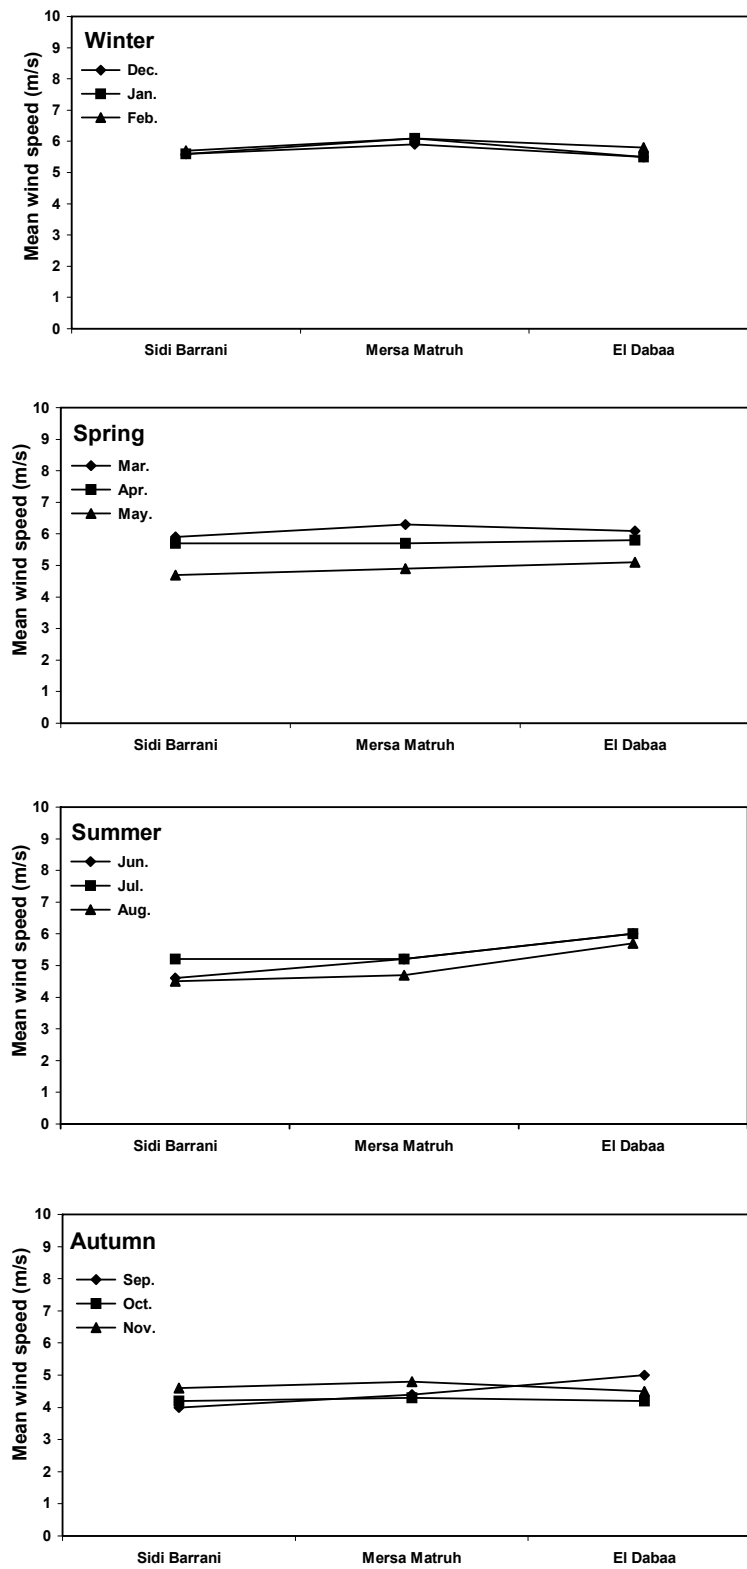 Winter
Dec.
Jan.
Feb.
Mean wind speed (m/s)
10
9
8
7
6
5
4
3
2
1
0
Sidi Barrani Mersa Matruh El Dabaa
Spring
Mar.
Apr.
May.
Mean wind speed (m/s)
10
9
8
7
6
5
4
3
2
1
0
Sidi Barrani Mersa Matruh El Dabaa
Summer
Jun.
Jul.
Aug.
Mean wind speed (m/s)
10
9
8
7
6
5
4
3
2
1
0
Sidi Barrani Mersa Matruh El Dabaa
Autumn
Sep.
Oct.
Nov.
Mean wind speed (m/s)
10
9
8
7
6
5
4
3
2
1
0
Sidi Barrani Mersa Matruh El Dabaa